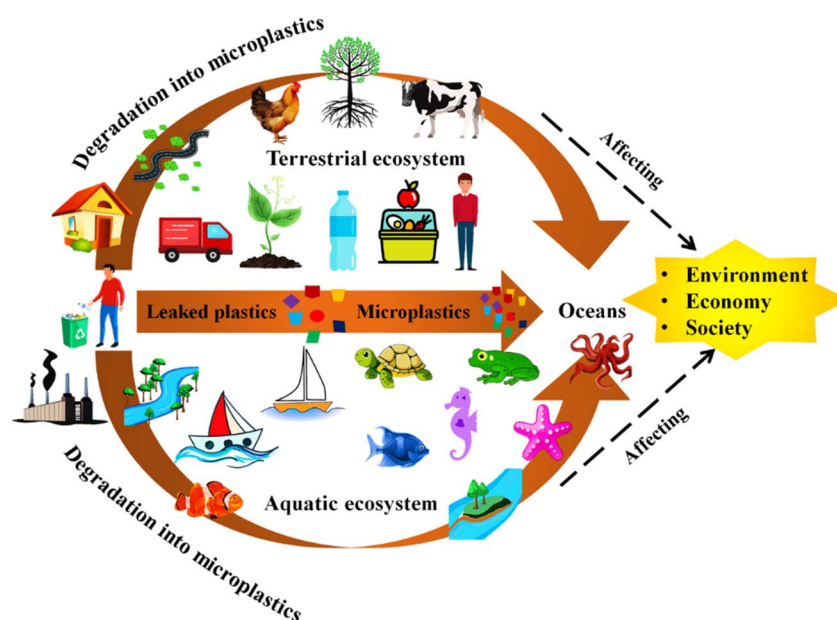 Degradation into microplastics
Terrestrial ecosystem
Affecting
• Environment
• Economy
• Society
Leaked plastics
Microplastics
Oceans
Affecting
Aquatic ecosystem
Degradation into microplastics